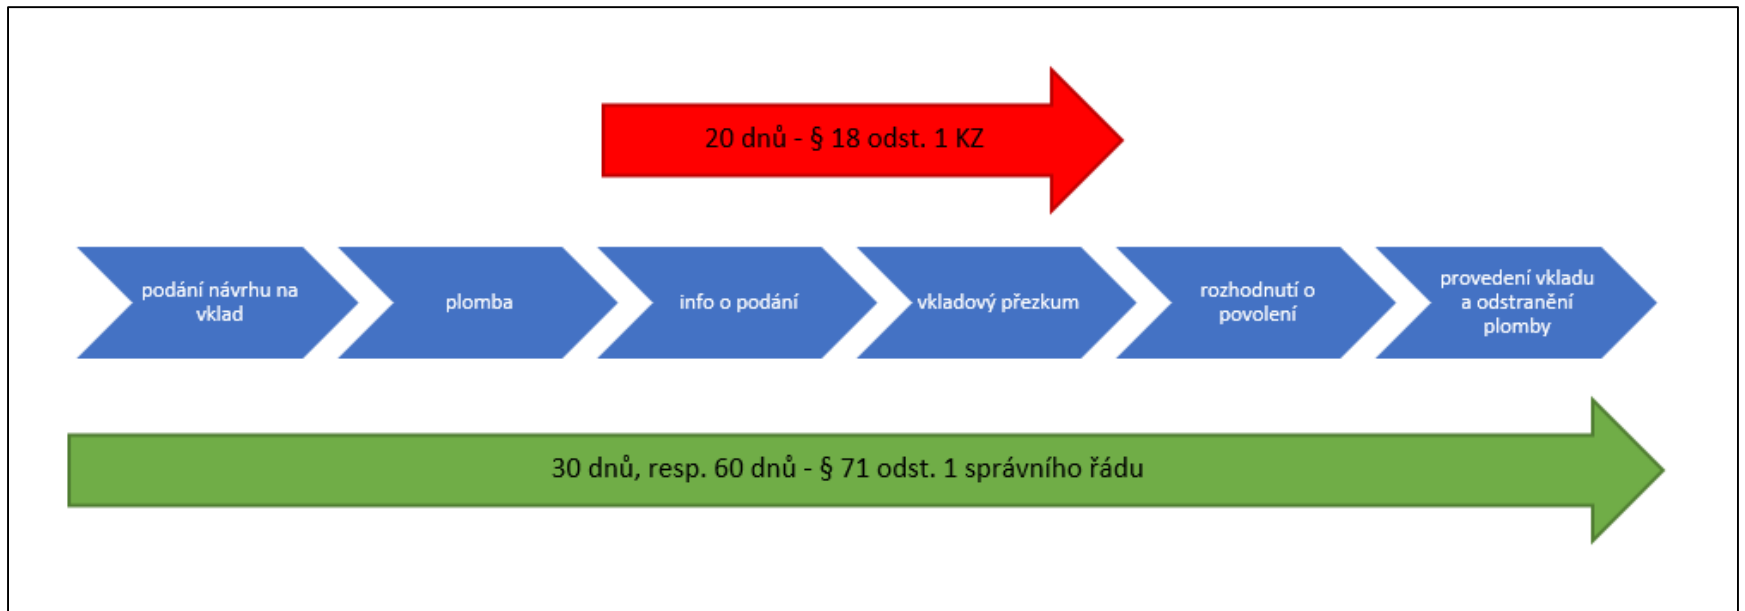 20 dnů - § 18 odst. 1 KZ
podání návrhu na
vklad
plomba
info o podání
vkladový přezkum
rozhodnutí o
povolení
provedení vkladu
a odstranění
plomby
30 dnů, resp. 60 dnů - § 71 odst. 1 správního řádu